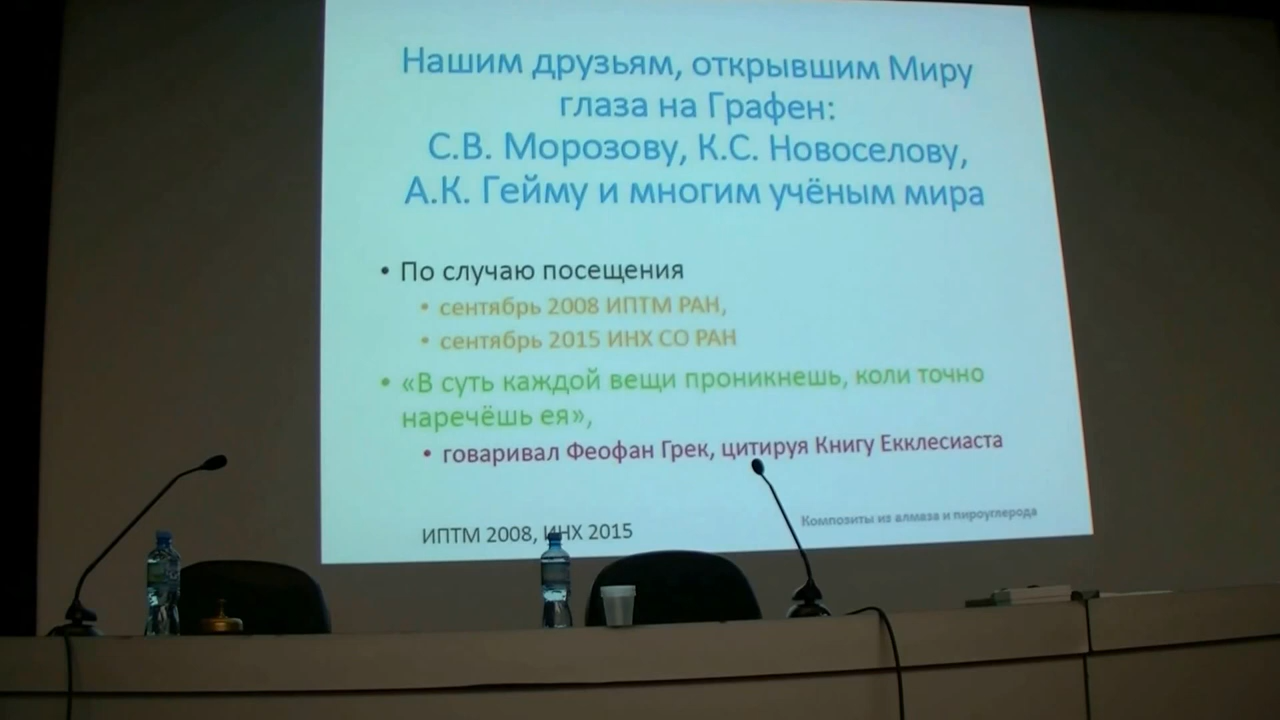 Нашим друзьям, открывшим Миру
глаза на Графен:
С.В. Морозову, К.С. Новоселову,
А.К. Гейму и многим учёным мира
• По случаю посещения
• сентябрь 2008 ИПТМ РАН,
• сентябрь 2015 ИНХ СО РАН
• «В суть каждой вещи проникнешь, коли точно
наречёшь ея»,
• говаривал Феофан Грек, цитируя Книгу Екклесиаста
Композиты из алмаза и пироуглерода
ИПТМ 2008, ИНХ 2015